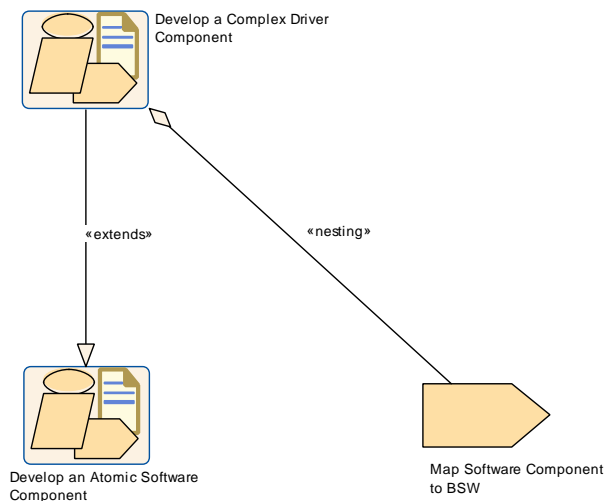 Develop a Complex Driver
Component
«extends»
«nesting»
Develop an Atomic Software
Component
Map Software Component
to BSW